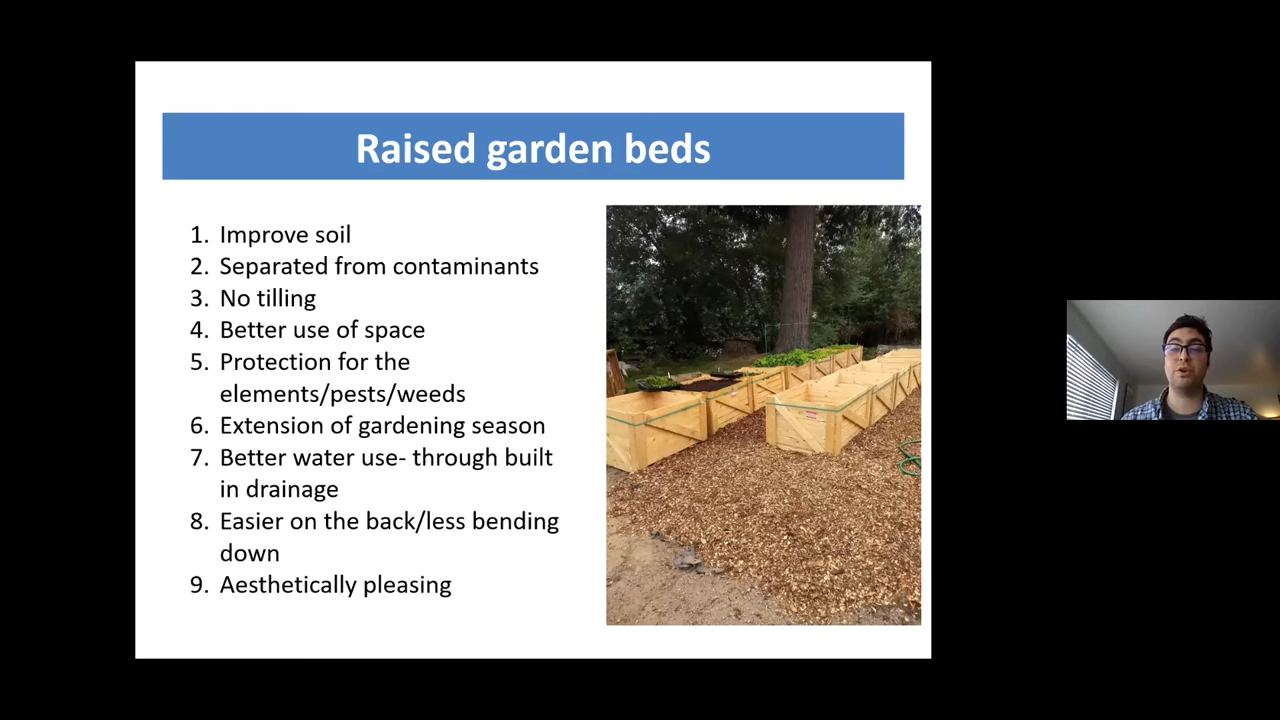 Raised garden beds
1. Improve soil
2. Separated from contaminants
3. No tilling
4. Better use of space
5. Protection for the
elements/pests/weeds
6. Extension of gardening season
7. Better water use- through built
in drainage
8. Easier on the back/less bending
down
9. Aesthetically pleasing